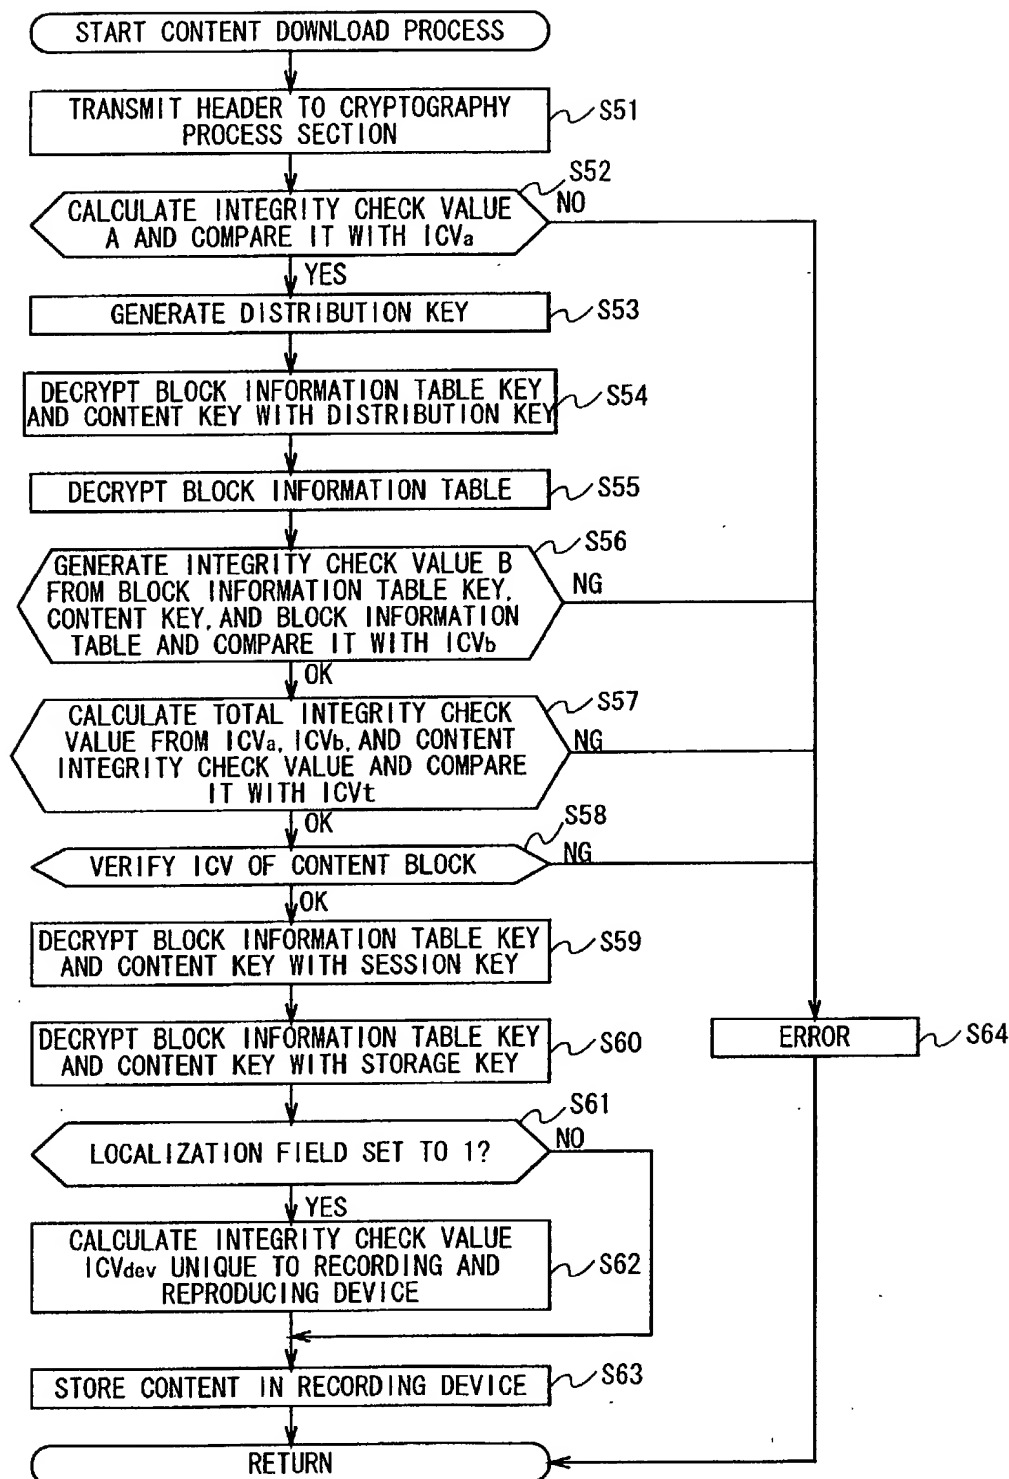 START CONTENT DOWNLOAD PROCESS
TRANSMIT HEADER TO CRYPTOGRAPHY
PROCESS SECTION
S51
CALCULATE INTEGRITY CHECK VALUE
A AND COMPARE IT WITH ICVa
S52
NO
YES
GENERATE DISTRIBUTION KEY
S53
DECRYPT BLOCK INFORMATION TABLE KEY
AND CONTENT KEY WITH DISTRIBUTION KEY
S54
DECRYPT BLOCK INFORMATION TABLE
S55
GENERATE INTEGRITY CHECK VALUE B
FROM BLOCK INFORMATION TABLE KEY,
CONTENT KEY, AND BLOCK INFORMATION
TABLE AND COMPARE IT WITH ICVb
S56
NG
OK
CALCULATE TOTAL INTEGRITY CHECK
VALUE FROM ICVa, ICVb, AND CONTENT
INTEGRITY CHECK VALUE AND COMPARE
IT WITH ICVt
S57
NG
OK
VERIFY ICV OF CONTENT BLOCK
S58
NG
OK
DECRYPT BLOCK INFORMATION TABLE KEY
AND CONTENT KEY WITH SESSION KEY
S59
DECRYPT BLOCK INFORMATION TABLE KEY
AND CONTENT KEY WITH STORAGE KEY
S60
ERROR
S64
LOCALIZATION FIELD SET TO 1?
S61
NO
YES
CALCULATE INTEGRITY CHECK VALUE
ICVdev UNIQUE TO RECORDING AND
REPRODUCING DEVICE
S62
STORE CONTENT IN RECORDING DEVICE
S63
RETURN